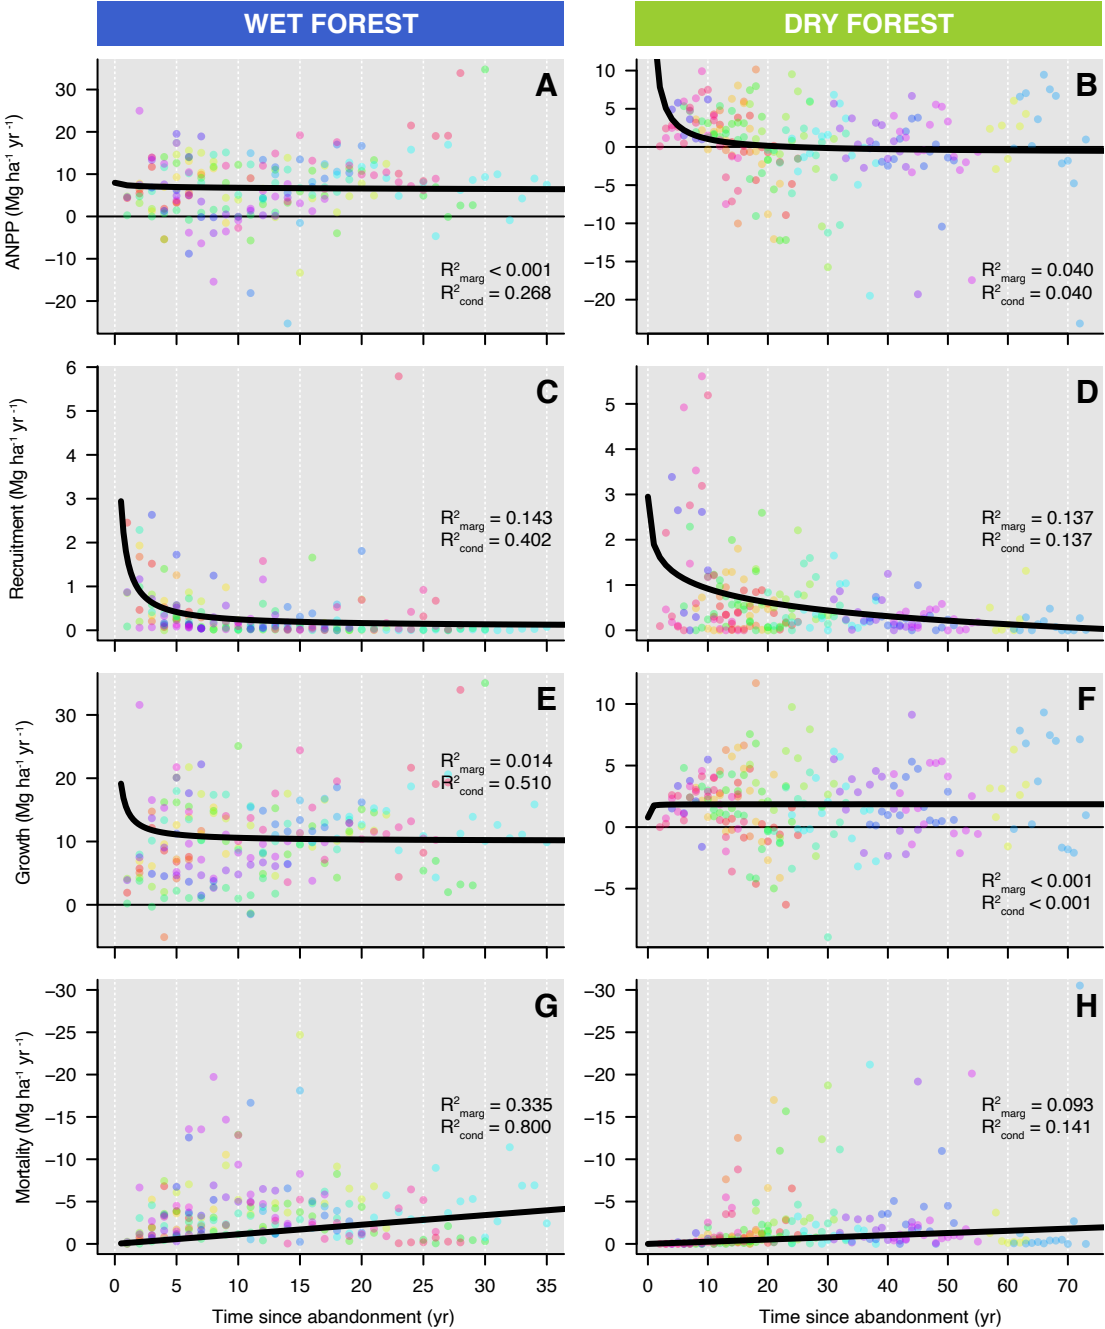 WET FOREST
DRY FOREST
A
ANPP (Mg ha⁻¹ yr⁻¹)
30
20
10
0
−10
−20
R²marg < 0.001
R²cond = 0.268
B
10
5
0
−5
−10
−15
−20
R²marg = 0.040
R²cond = 0.040
C
Recruitment (Mg ha⁻¹ yr⁻¹)
6
5
4
3
2
1
0
R²marg = 0.143
R²cond = 0.402
D
5
4
3
2
1
0
R²marg = 0.137
R²cond = 0.137
E
Growth (Mg ha⁻¹ yr⁻¹)
30
20
10
0
R²marg = 0.014
R²cond = 0.510
F
10
5
0
−5
R²marg < 0.001
R²cond < 0.001
G
Mortality (Mg ha⁻¹ yr⁻¹)
−30
−25
−20
−15
−10
−5
0
R²marg = 0.335
R²cond = 0.800
0 5 10 15 20 25 30 35
Time since abandonment (yr)
H
−30
−25
−20
−15
−10
−5
0
R²marg = 0.093
R²cond = 0.141
0 10 20 30 40 50 60 70
Time since abandonment (yr)